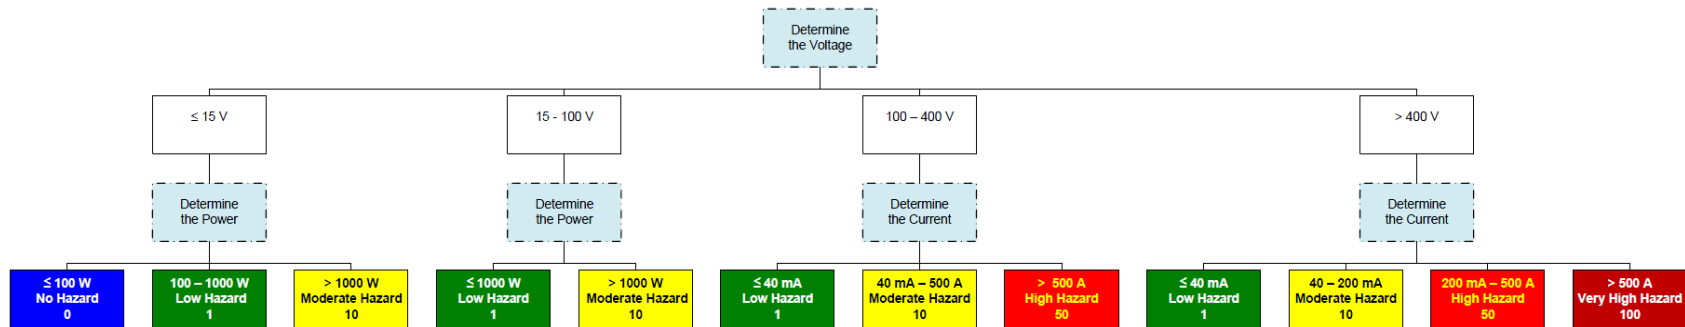 Determine
the Voltage
≤ 15 V
15 - 100 V
100 – 400 V
> 400 V
Determine
the Power
Determine
the Power
Determine
the Current
Determine
the Current
≤ 100 W
No Hazard
0
100 – 1000 W
Low Hazard
1
> 1000 W
Moderate Hazard
10
≤ 1000 W
Low Hazard
1
> 1000 W
Moderate Hazard
10
≤ 40 mA
Low Hazard
1
40 mA – 500 A
Moderate Hazard
10
> 500 A
High Hazard
50
≤ 40 mA
Low Hazard
1
40 – 200 mA
Moderate Hazard
10
200 mA – 500 A
High Hazard
50
> 500 A
Very High Hazard
100